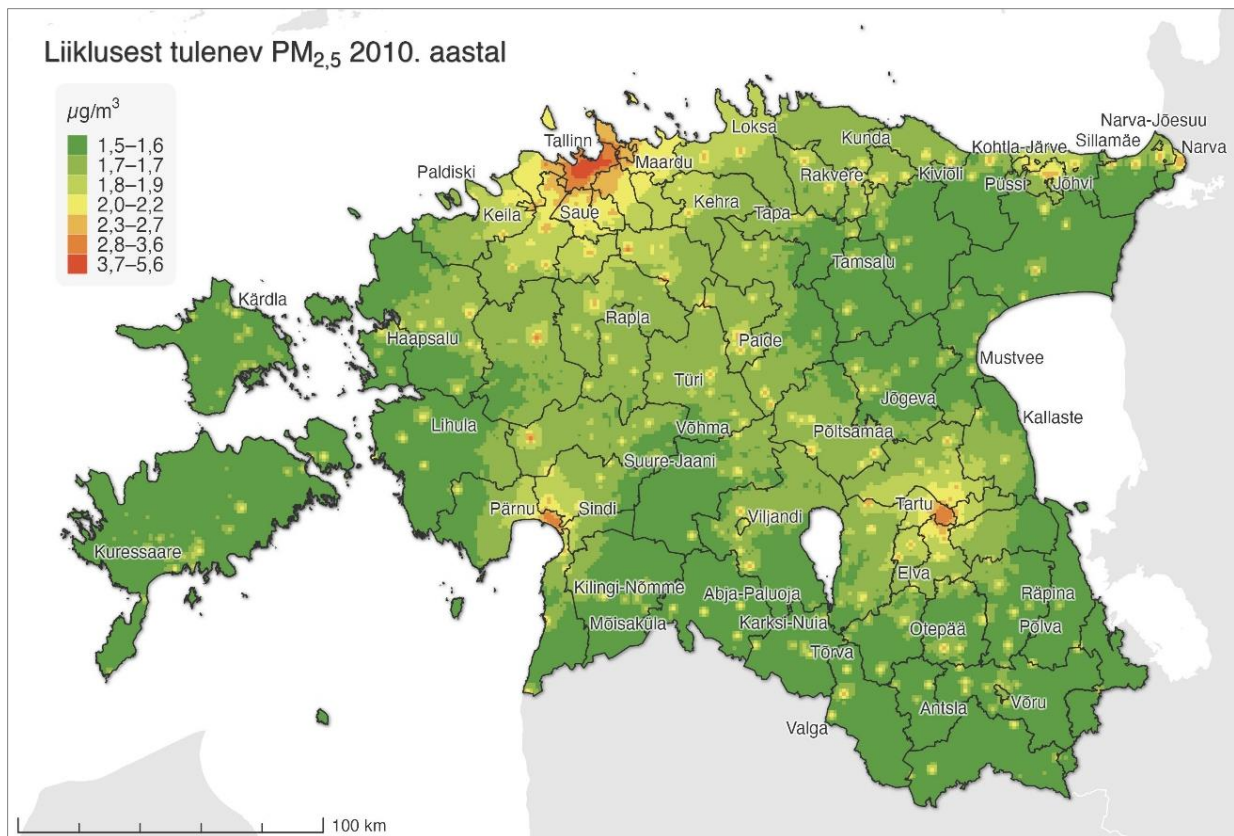 Liiklusest tulenev PM2,5 2010. aastal
µg/m3
1,5–1,6
1,7–1,7
1,8–1,9
2,0–2,2
2,3–2,7
2,8–3,6
3,7–5,6
Narva-Jõesuu
Loksa
Tallinn
Kunda
Sillamäe
Narva
Maardu
Kohtla-Järve
Paldiski
Rakvere
Kiviõli
Püssi
Jõhvi
Keila
Saue
Kehra
Tapa
Tamsalu
Kärdla
Rapla
Haapsalu
Paide
Mustvee
Türi
Jõgeva
Kallaste
Lihula
Võhma
Põltsamaa
Suure-Jaani
Pärnu
Sindi
Tartu
Viljandi
Kuressaare
Elva
Kilingi-Nõmme
Abja-Paluoja
Räpina
Mõisaküla
Karksi-Nuia
Otepää
Põlva
Tõrva
Antsla
Võru
Valga
100 km